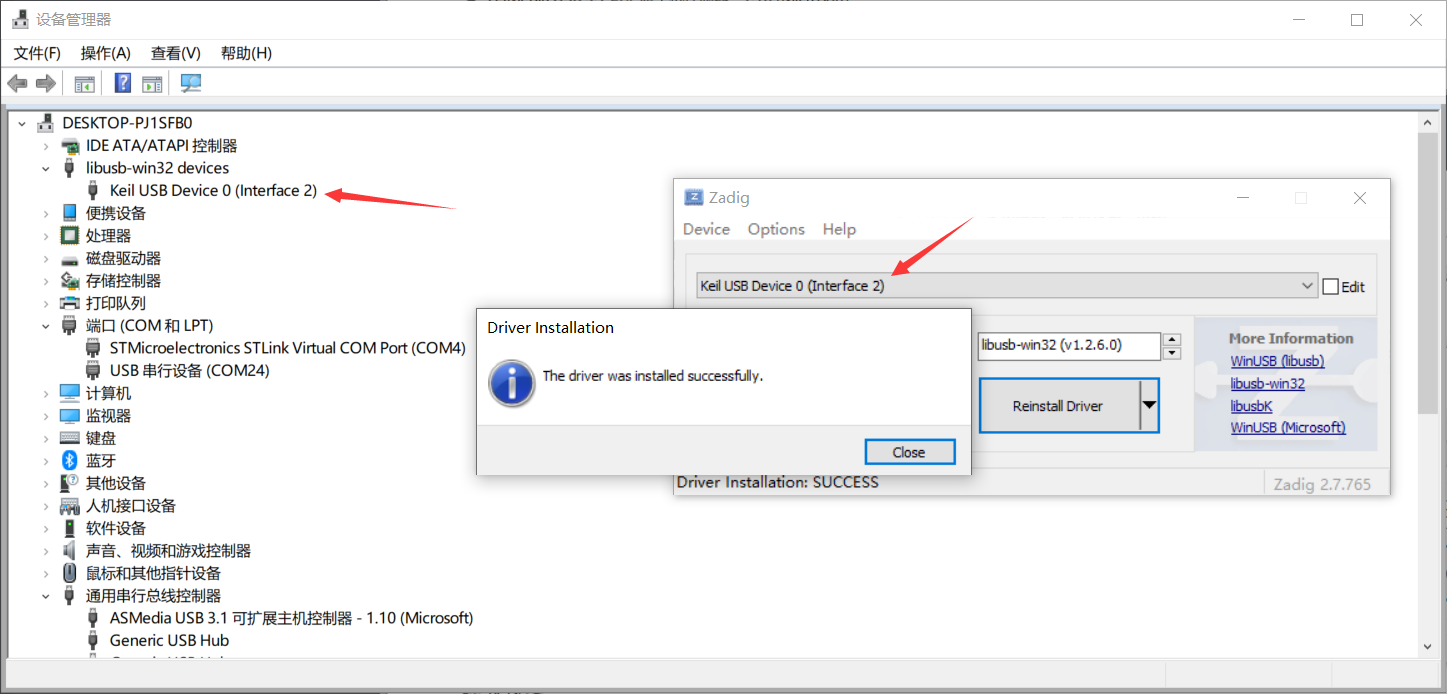 设备管理器
文件(F) 操作(A) 查看(V) 帮助(H)
DESKTOP-PJ1SFB0
IDE ATA/ATAPI 控制器
libusb-win32 devices
Keil USB Device 0 (Interface 2)
便携设备
处理器
磁盘驱动器
存储控制器
打印队列
端口 (COM 和 LPT)
STMicroelectronics STLink Virtual COM Port (COM4)
USB 串行设备 (COM24)
计算机
监视器
键盘
蓝牙
其他设备
人机接口设备
软件设备
声音、视频和游戏控制器
鼠标和其他指针设备
通用串行总线控制器
ASMedia USB 3.1 可扩展主机控制器 - 1.10 (Microsoft)
Generic USB Hub
Zadig
Device Options Help
Keil USB Device 0 (Interface 2) Edit
libusb-win32 (v1.2.6.0)
Reinstall Driver
More Information
WinUSB (libusb)
libusb-win32
libusbK
WinUSB (Microsoft)
Driver Installation: SUCCESS
Zadig 2.7.765
Driver Installation
The driver was installed successfully.
Close